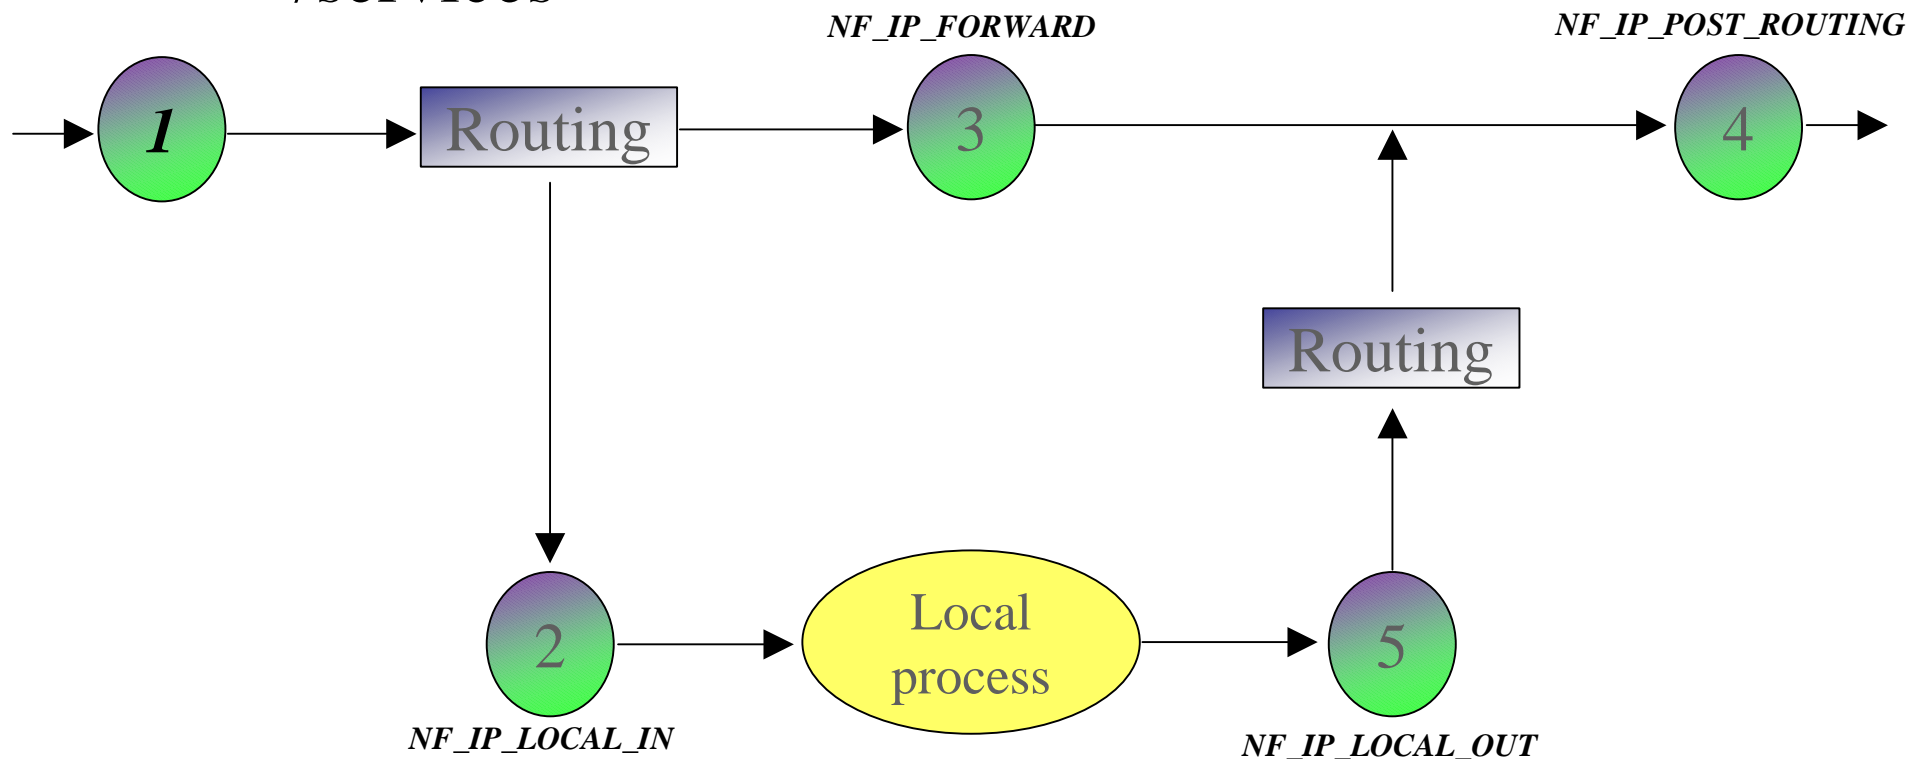 NF_IP_FORWARD
NF_IP_POST_ROUTING
1
Routing
3
4
Routing
2
Local
process
5
NF_IP_LOCAL_IN
NF_IP_LOCAL_OUT